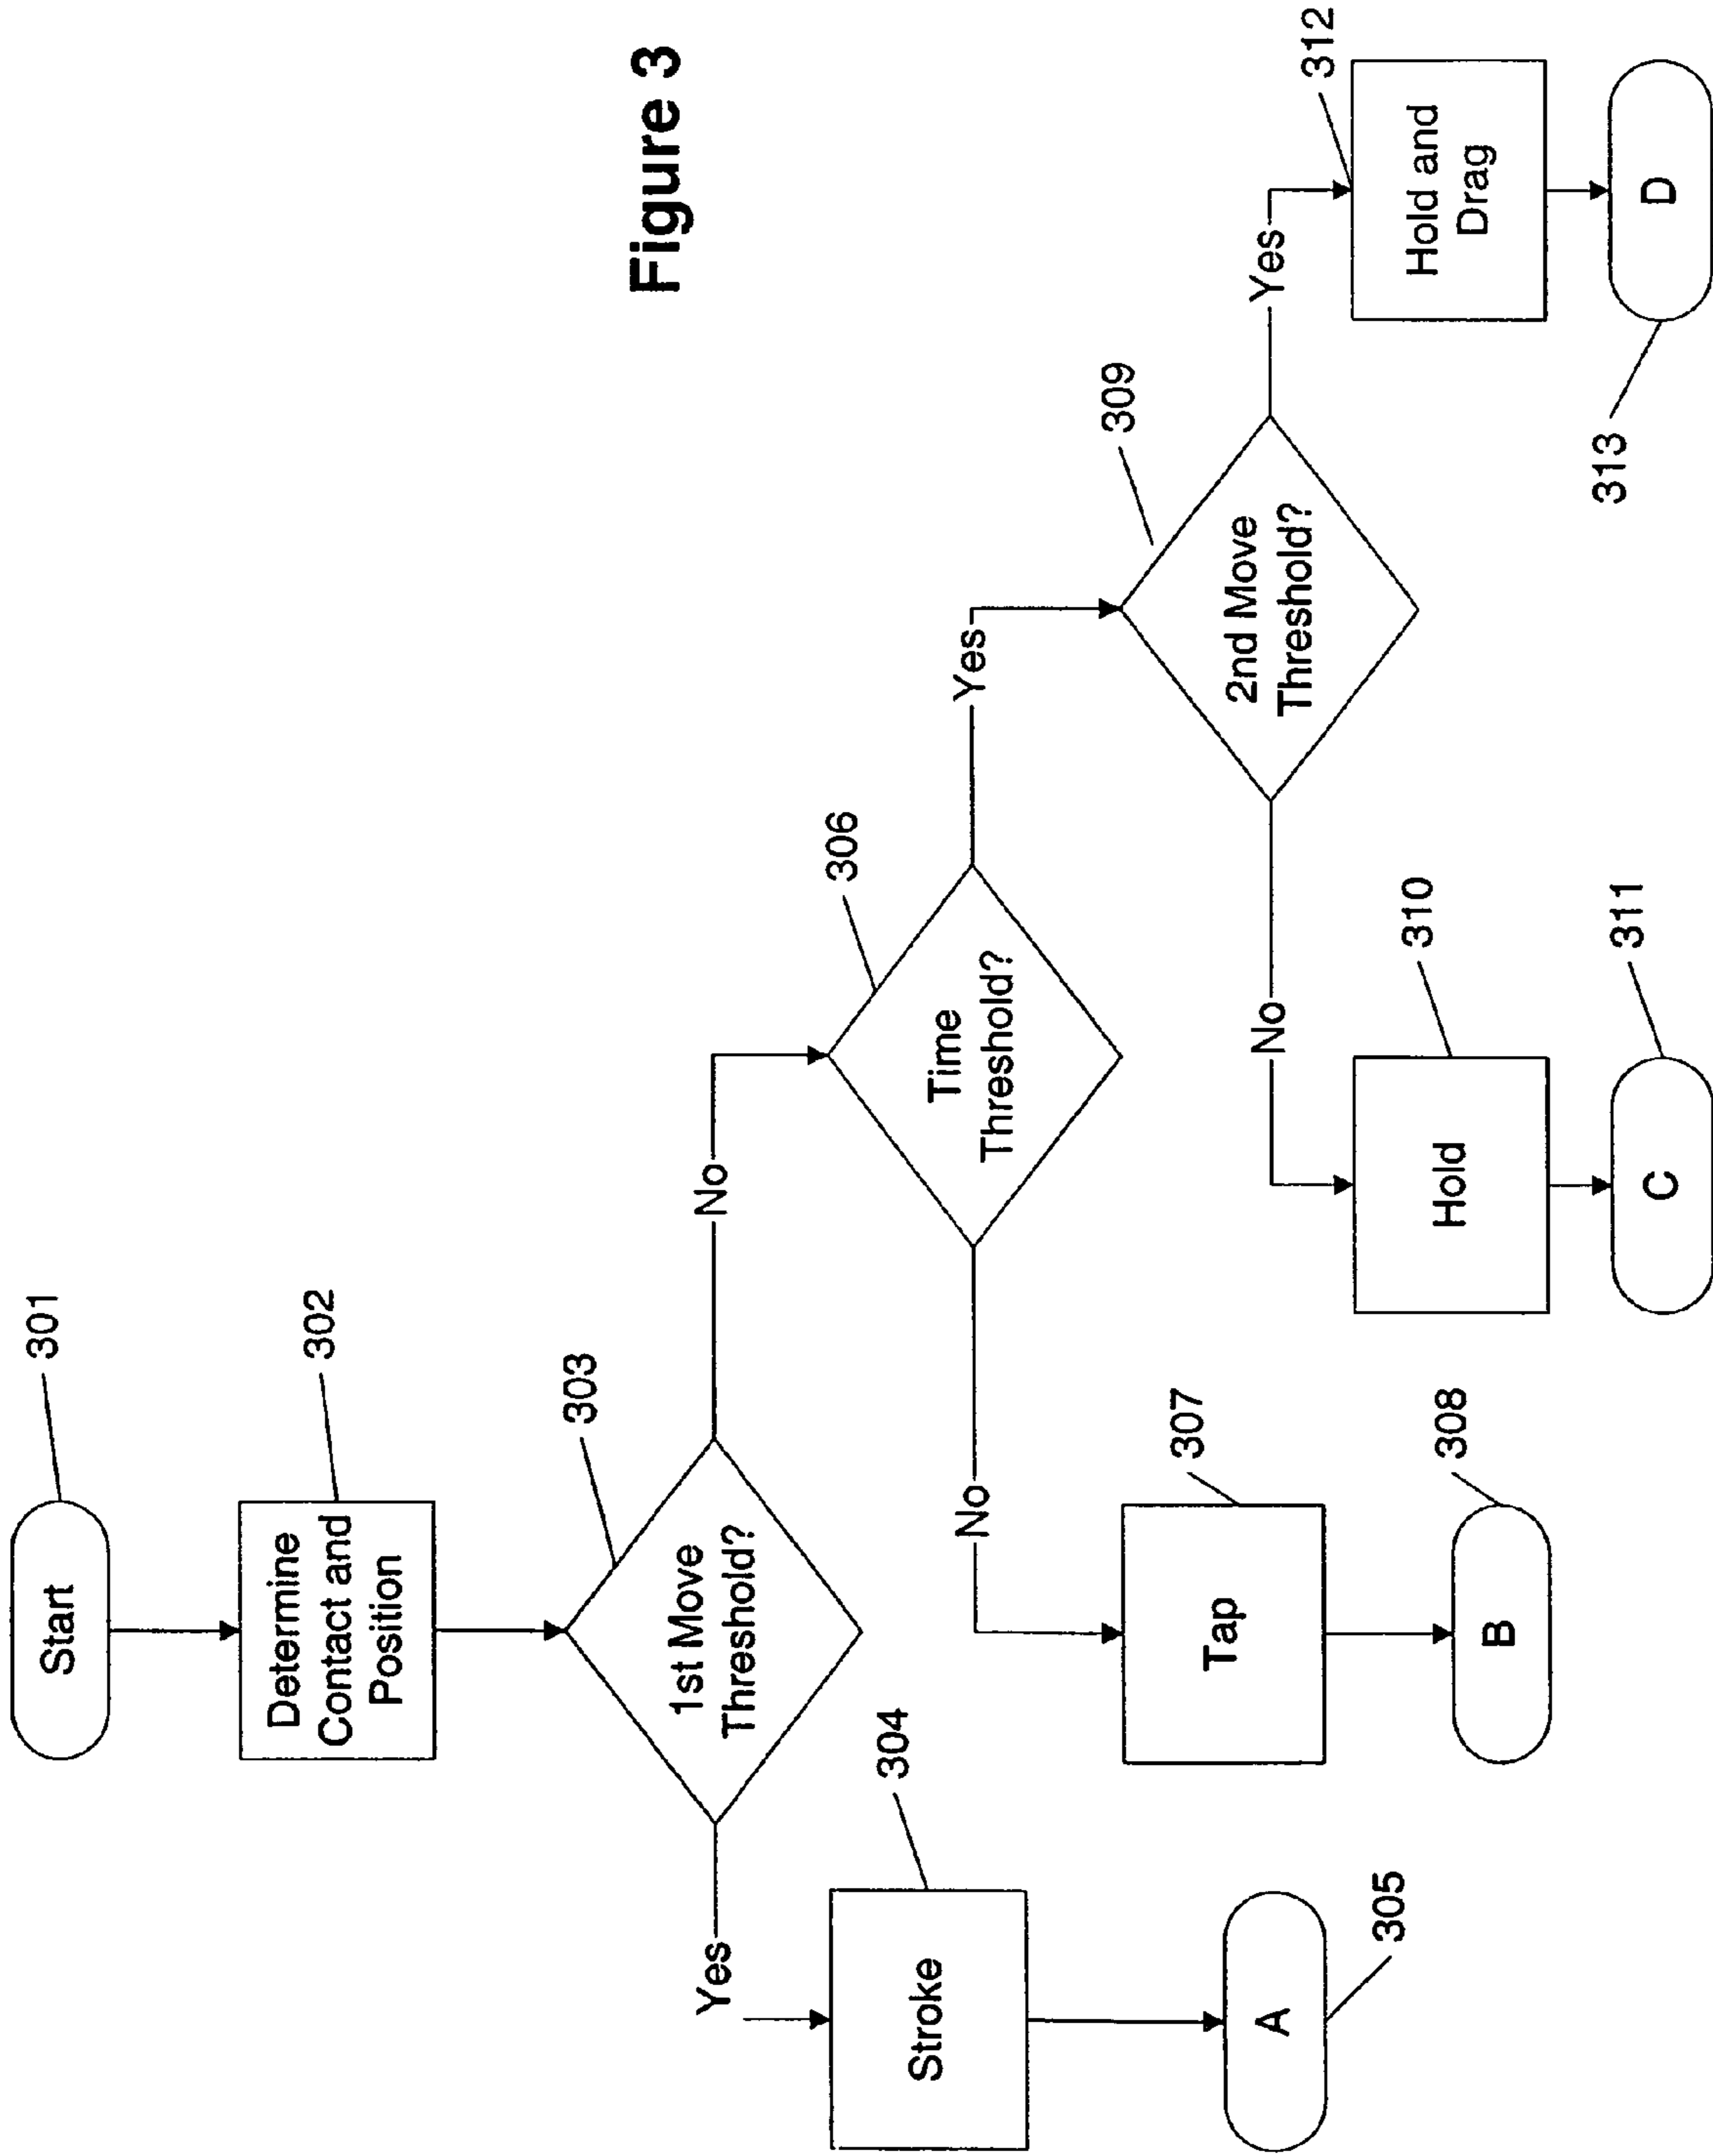 Figure 3
Start
301
Determine
Contact and
Position
302
1st Move
Threshold?
303
Yes
No
Stroke
304
A
305
Time
Threshold?
306
No
Yes
Tap
307
B
308
2nd Move
Threshold?
309
No
Yes
Hold
310
C
311
Hold and
Drag
312
D
313